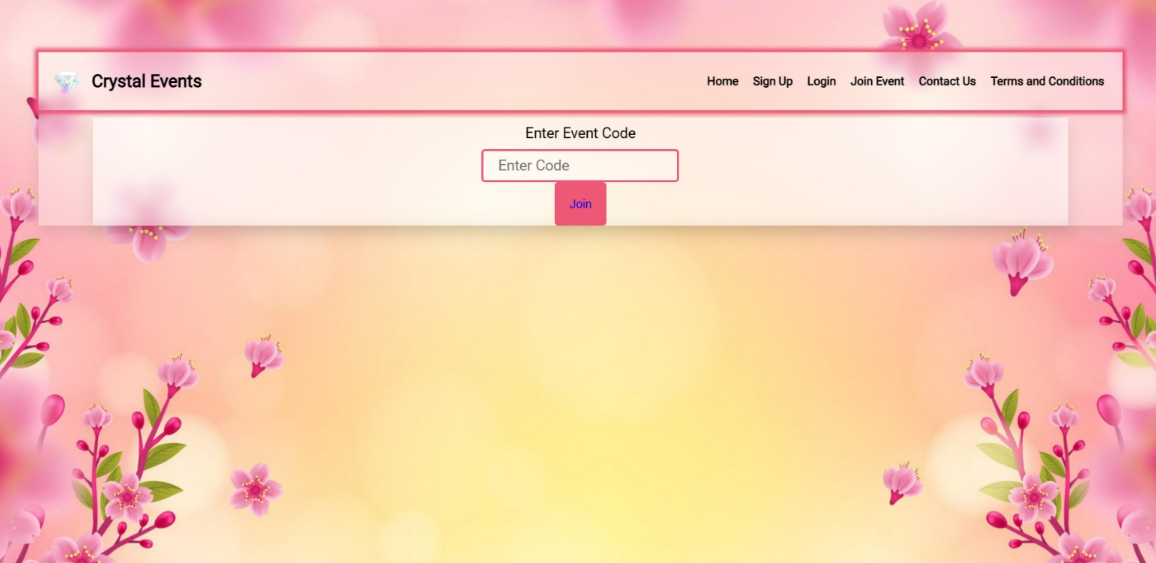 Crystal Events
Home Sign Up Login Join Event Contact Us Terms and Conditions
Enter Event Code
Enter Code
Join